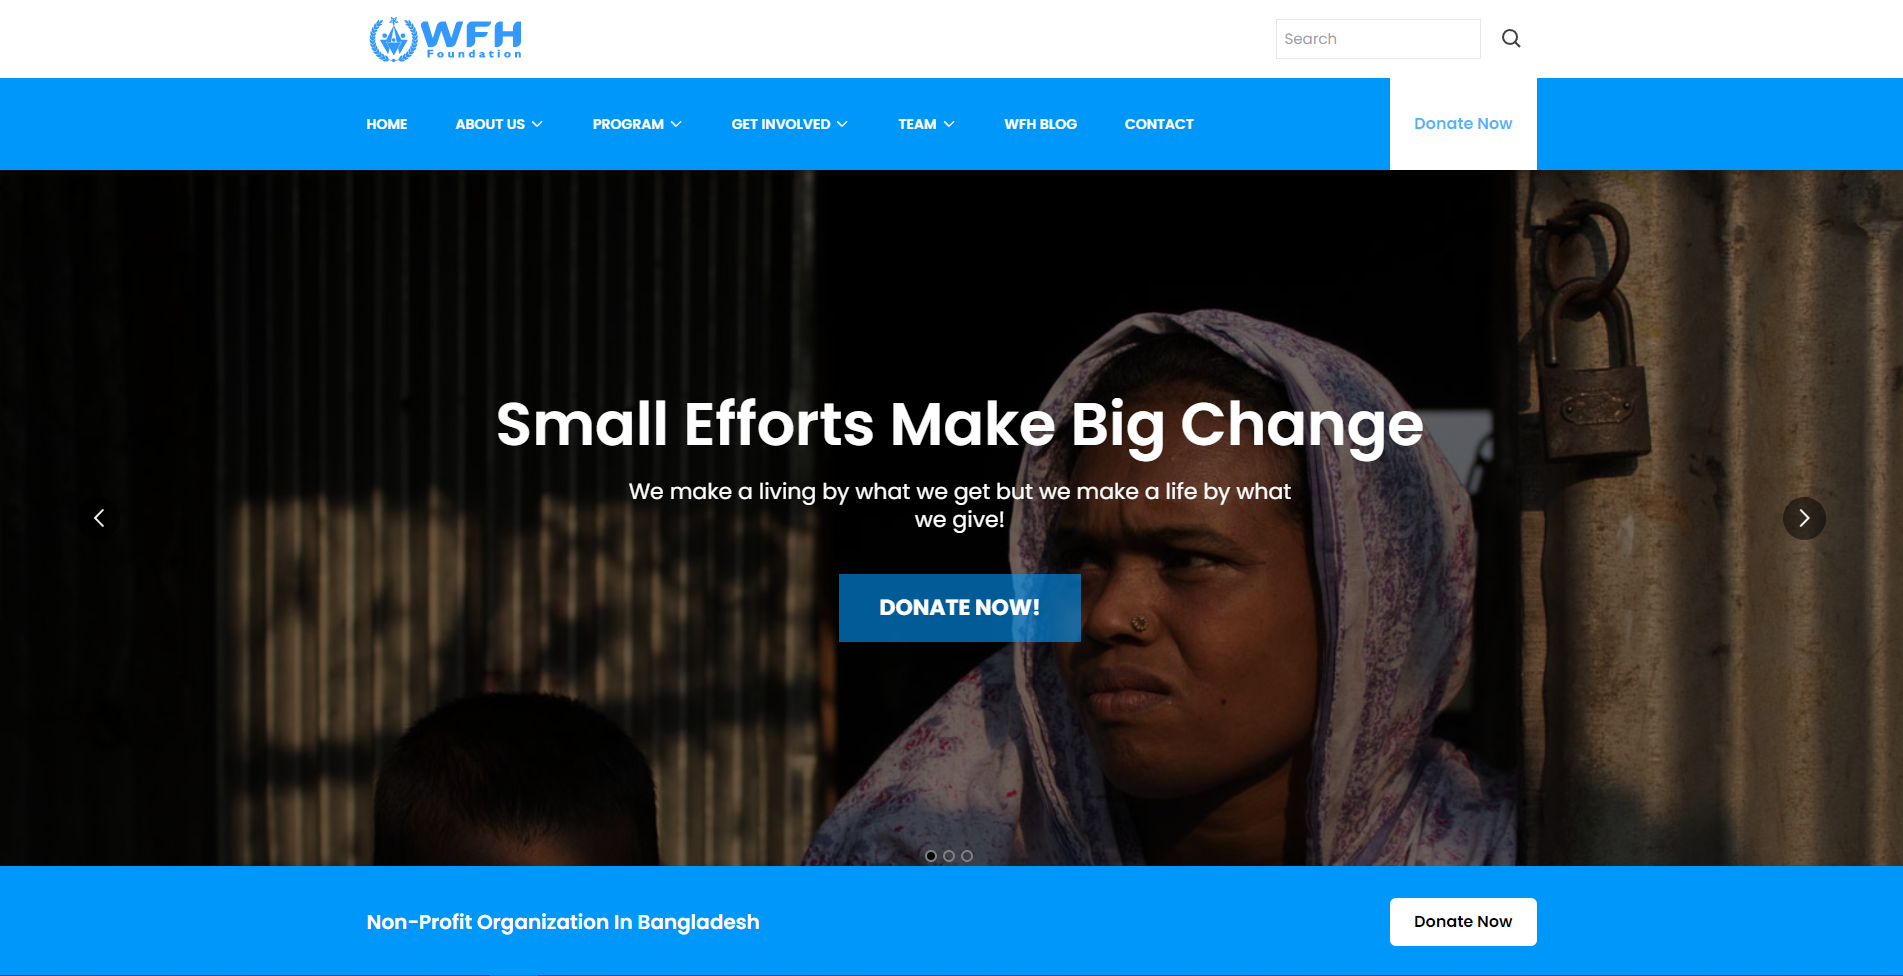 WFH
Foundation
Search
HOME
ABOUT US
PROGRAM
GET INVOLVED
TEAM
WFH BLOG
CONTACT
Donate Now
Small Efforts Make Big Change
We make a living by what we get but we make a life by what
we give!
DONATE NOW!
Non-Profit Organization In Bangladesh
Donate Now